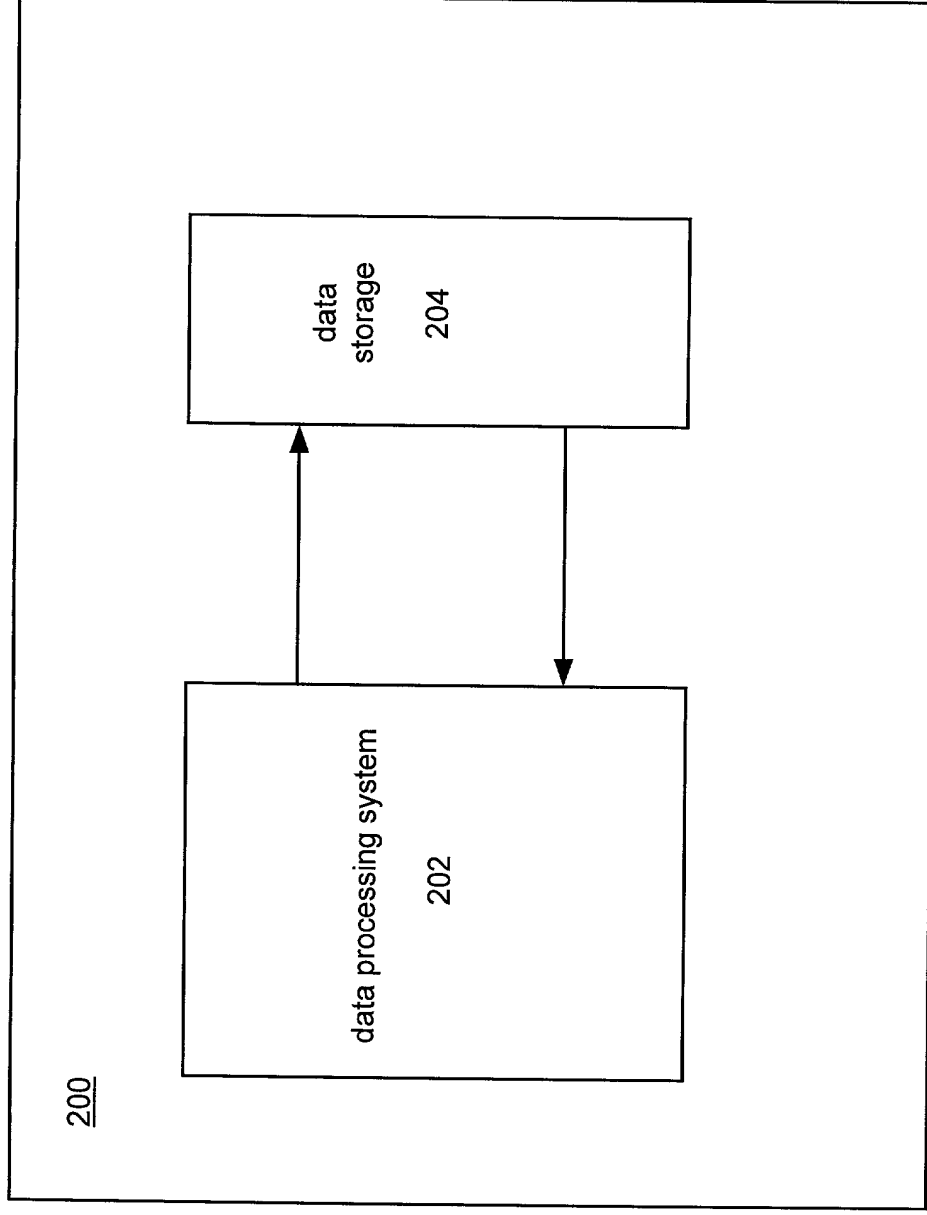 200
data processing system
202
data
storage
204